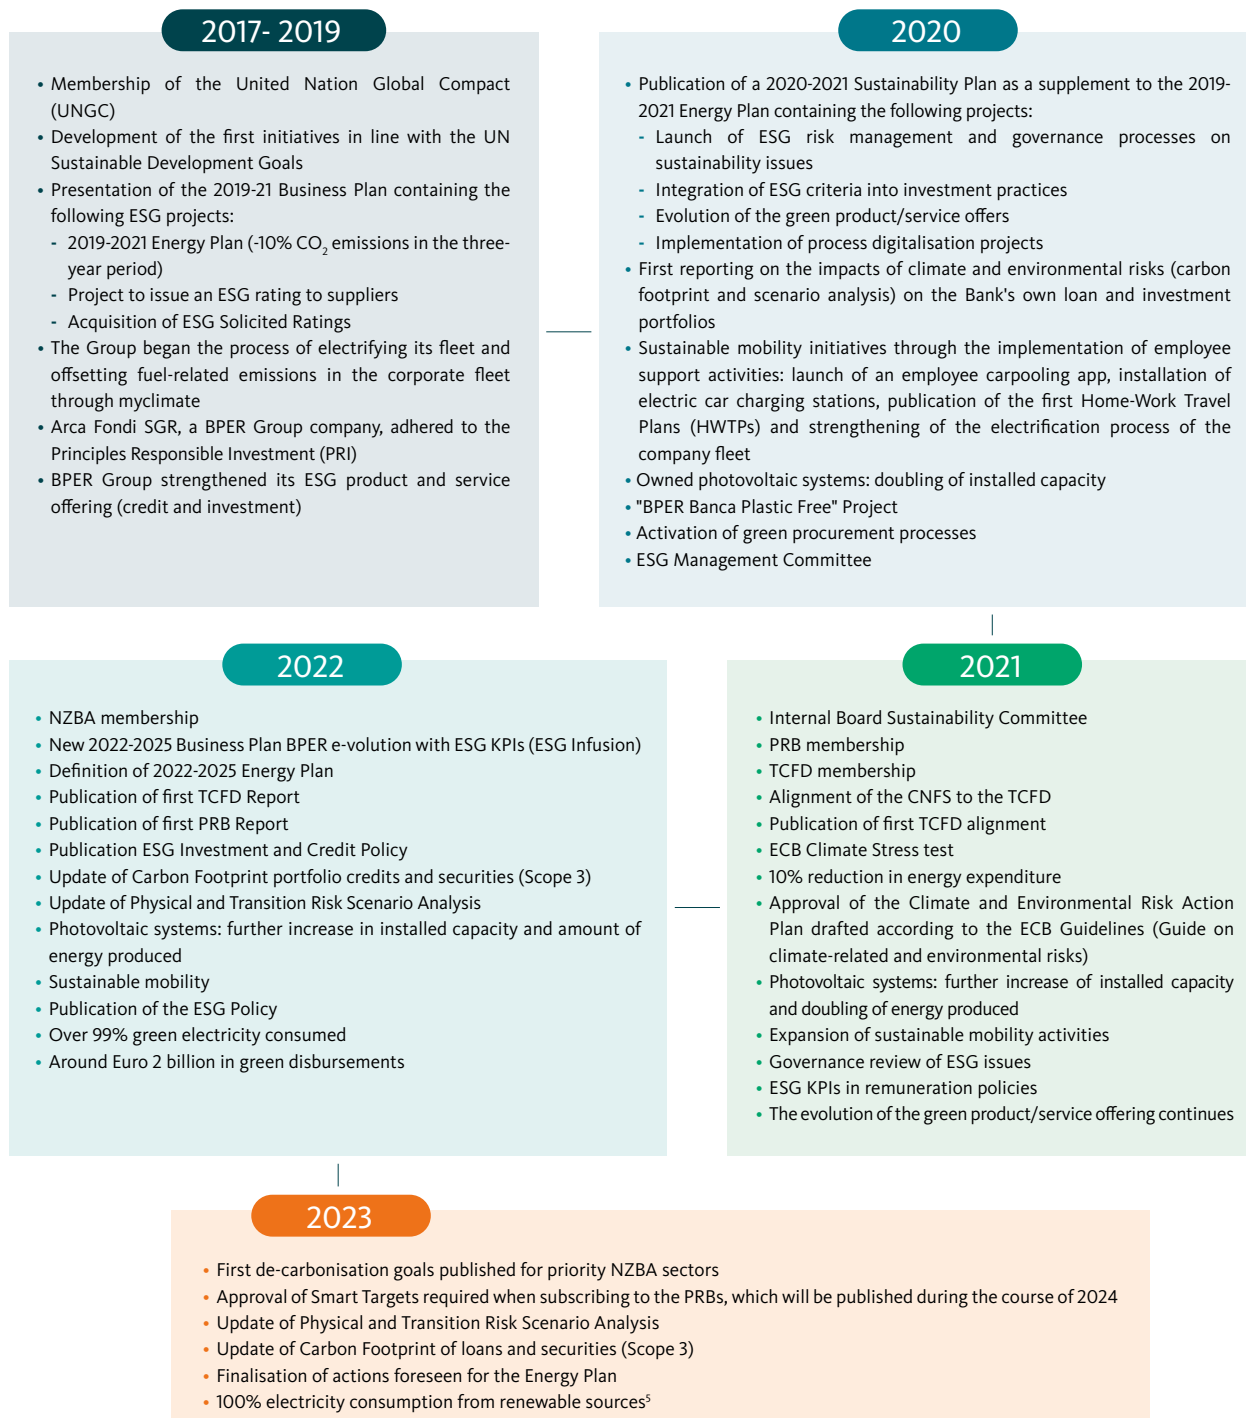 2017- 2019
• Membership of the United Nation Global Compact
(UNGC)
• Development of the first initiatives in line with the UN
Sustainable Development Goals
• Presentation of the 2019-21 Business Plan containing the
following ESG projects:
- 2019-2021 Energy Plan (-10% CO2 emissions in the three-
year period)
- Project to issue an ESG rating to suppliers
- Acquisition of ESG Solicited Ratings
• The Group began the process of electrifying its fleet and
offsetting fuel-related emissions in the corporate fleet
through myclimate
• Arca Fondi SGR, a BPER Group company, adhered to the
Principles Responsible Investment (PRI)
• BPER Group strengthened its ESG product and service
offering (credit and investment)
2020
• Publication of a 2020-2021 Sustainability Plan as a supplement to the 2019-
2021 Energy Plan containing the following projects:
- Launch of ESG risk management and governance processes on
sustainability issues
- Integration of ESG criteria into investment practices
- Evolution of the green product/service offers
- Implementation of process digitalisation projects
• First reporting on the impacts of climate and environmental risks (carbon
footprint and scenario analysis) on the Bank's own loan and investment
portfolios
• Sustainable mobility initiatives through the implementation of employee
support activities: launch of an employee carpooling app, installation of
electric car charging stations, publication of the first Home-Work Travel
Plans (HWTPs) and strengthening of the electrification process of the
company fleet
• Owned photovoltaic systems: doubling of installed capacity
• "BPER Banca Plastic Free" Project
• Activation of green procurement processes
• ESG Management Committee
2021
• Internal Board Sustainability Committee
• PRB membership
• TCFD membership
• Alignment of the CNFS to the TCFD
• Publication of first TCFD alignment
• ECB Climate Stress test
• 10% reduction in energy expenditure
• Approval of the Climate and Environmental Risk Action
Plan drafted according to the ECB Guidelines (Guide on
climate-related and environmental risks)
• Photovoltaic systems: further increase of installed capacity
and doubling of energy produced
• Expansion of sustainable mobility activities
• Governance review of ESG issues
• ESG KPIs in remuneration policies
• The evolution of the green product/service offering continues
2022
• NZBA membership
• New 2022-2025 Business Plan BPER e-volution with ESG KPIs (ESG Infusion)
• Definition of 2022-2025 Energy Plan
• Publication of first TCFD Report
• Publication of first PRB Report
• Publication ESG Investment and Credit Policy
• Update of Carbon Footprint portfolio credits and securities (Scope 3)
• Update of Physical and Transition Risk Scenario Analysis
• Photovoltaic systems: further increase in installed capacity and amount of
energy produced
• Sustainable mobility
• Publication of the ESG Policy
• Over 99% green electricity consumed
• Around Euro 2 billion in green disbursements
2023
• First de-carbonisation goals published for priority NZBA sectors
• Approval of Smart Targets required when subscribing to the PRBs, which will be published during the course of 2024
• Update of Physical and Transition Risk Scenario Analysis
• Update of Carbon Footprint of loans and securities (Scope 3)
• Finalisation of actions foreseen for the Energy Plan
• 100% electricity consumption from renewable sources⁵